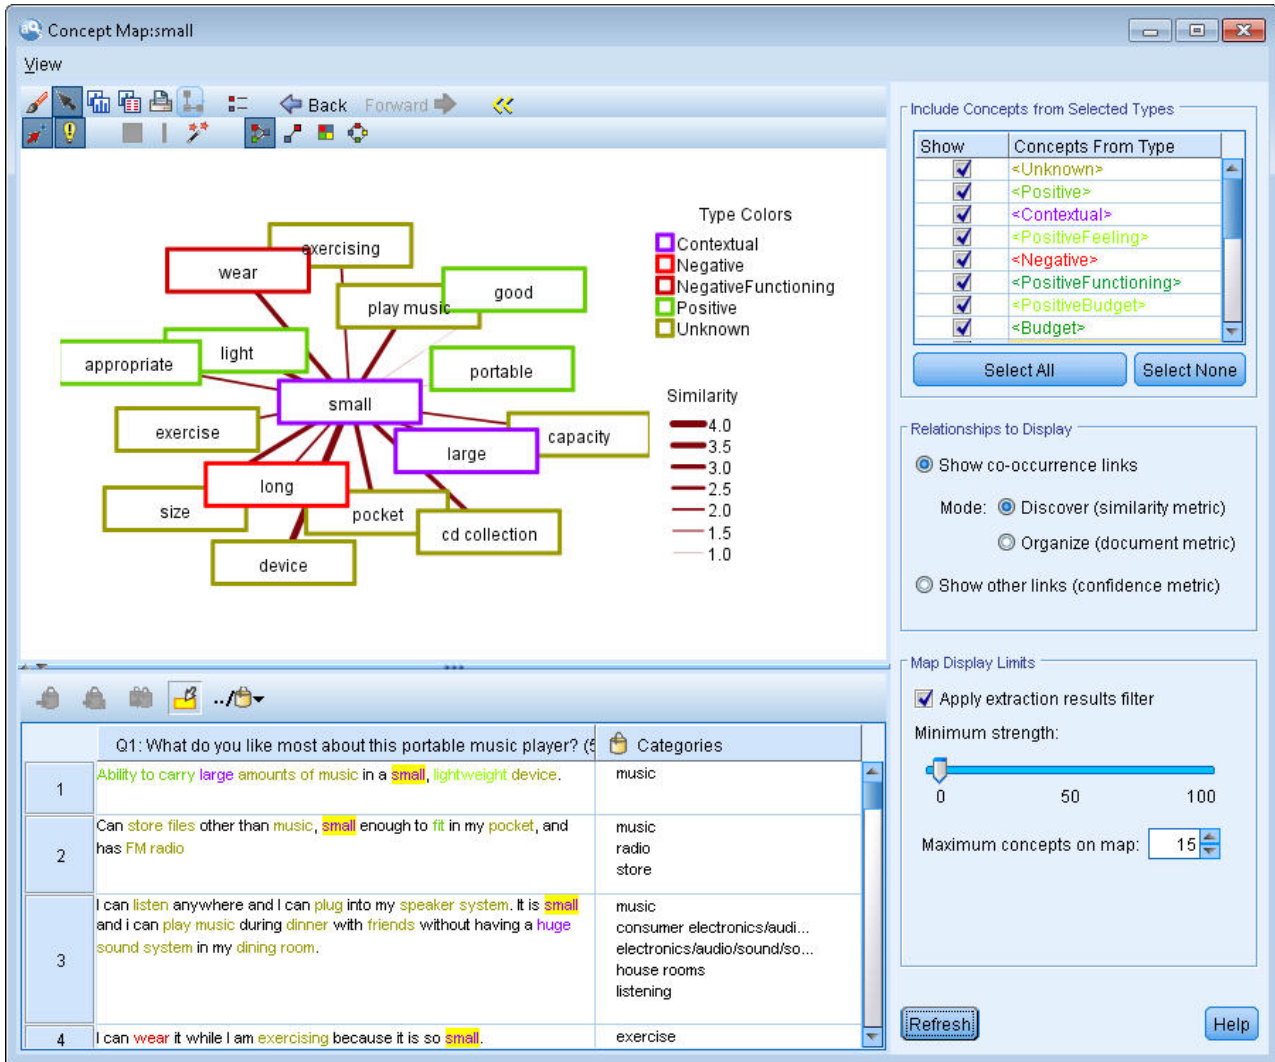 Concept Map:small
View
Back Forward
exercising
wear
good
play music
light
appropriate
portable
small
exercise
capacity
large
long
size
pocket
cd collection
device
Type Colors
Contextual
Negative
NegativeFunctioning
Positive
Unknown
Similarity
4.0
3.5
3.0
2.5
2.0
1.5
1.0
Include Concepts from Selected Types
Show Concepts From Type
<Unknown>
<Positive>
<Contextual>
<PositiveFeeling>
<Negative>
<PositiveFunctioning>
<PositiveBudget>
<Budget>
Select All Select None
Relationships to Display
Show co-occurrence links
Mode: Discover (similarity metric)
Organize (document metric)
Show other links (confidence metric)
Map Display Limits
Apply extraction results filter
Minimum strength:
0 50 100
Maximum concepts on map: 15
Refresh Help
../
Q1: What do you like most about this portable music player? (5 Categories
1 Ability to carry large amounts of music in a small, lightweight device. music
2 Can store files other than music, small enough to fit in my pocket, and music
has FM radio radio
store
3 I can listen anywhere and I can plug into my speaker system. It is small music
and i can play music during dinner with friends without having a huge consumer electronics/audi...
sound system in my dining room. electronics/audio/sound/so...
house rooms
listening
4 I can wear it while I am exercising because it is so small. exercise